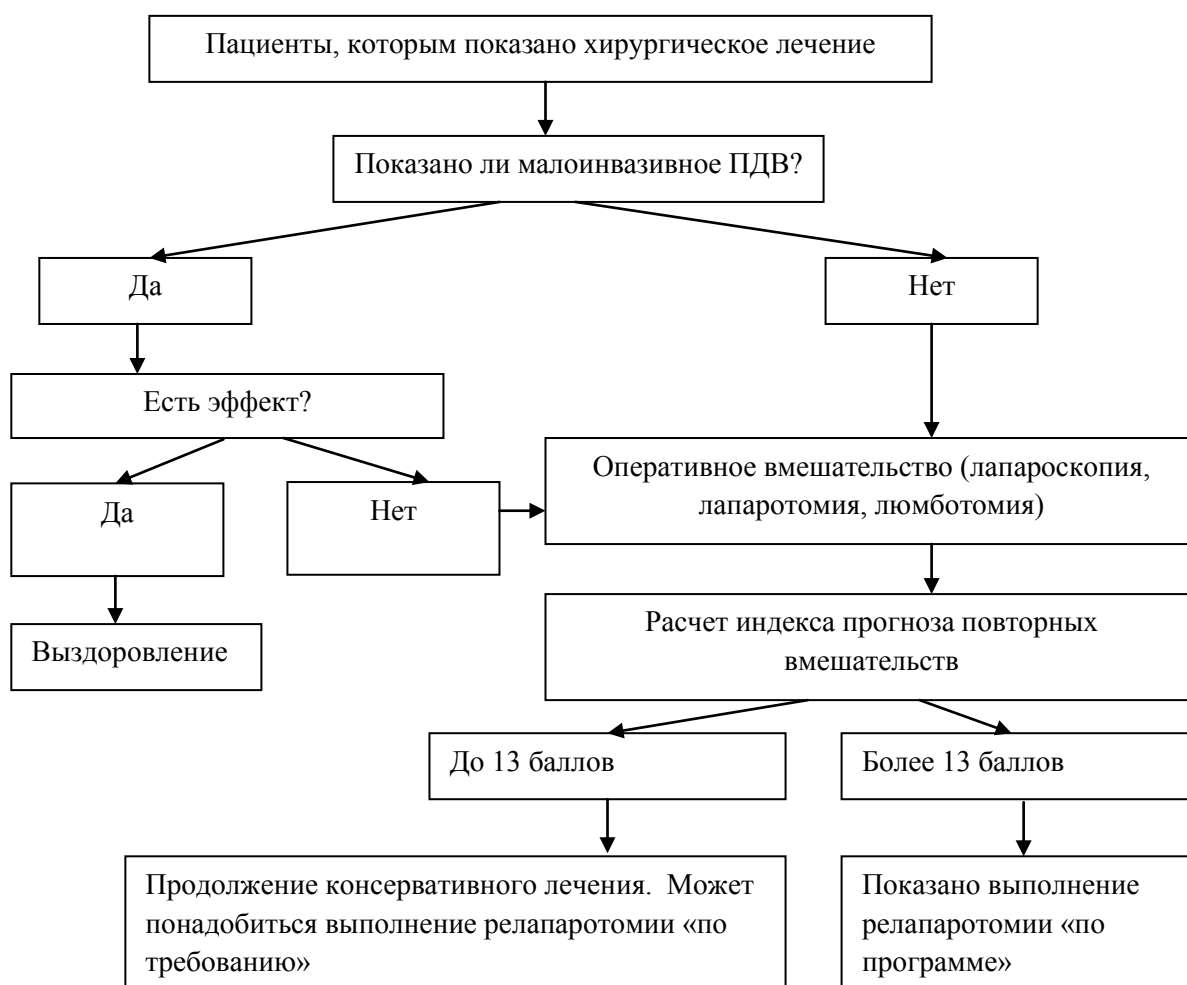 Пациенты, которым показано хирургическое лечение
Показано ли малоинвазивное ПДВ?
Да
Нет
Есть эффект?
Да
Нет
Оперативное вмешательство (лапароскопия,
лапаротомия, люмботомия)
Выздоровление
Расчет индекса прогноза повторных
вмешательств
До 13 баллов
Более 13 баллов
Продолжение консервативного лечения. Может
понадобиться выполнение релапаротомии «по
требованию»
Показано выполнение
релапаротомии «по
программе»